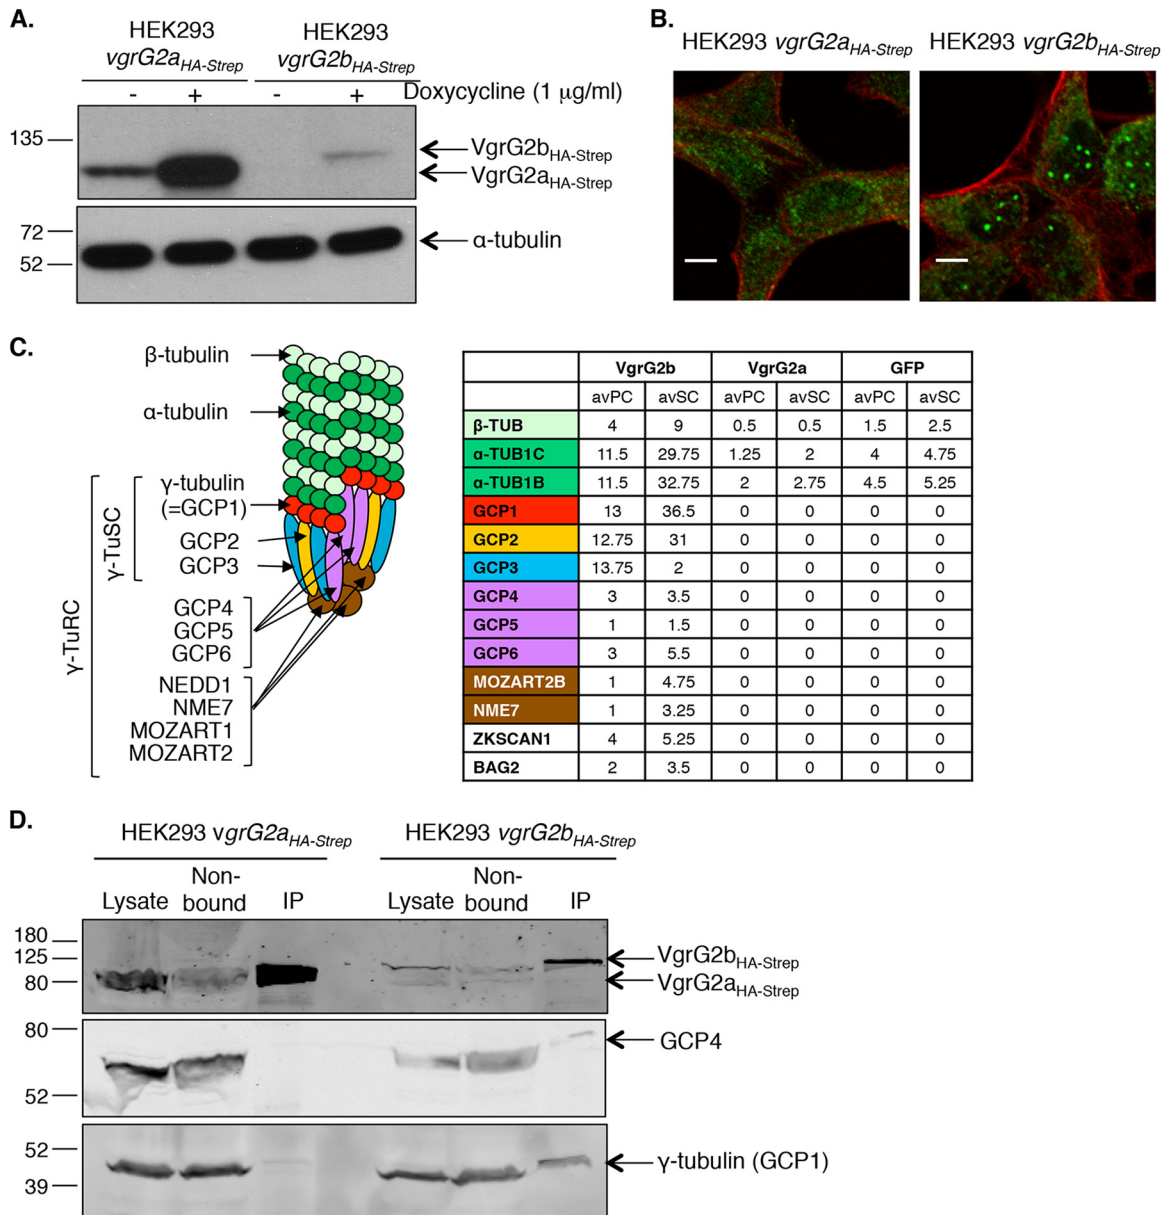 A.
HEK293
vgrG2aHA-Strep
HEK293
vgrG2bHA-Strep
- + - + Doxycycline (1 μg/ml)
135
VgrG2bHA-Strep
VgrG2aHA-Strep
72
52
α-tubulin
B.
HEK293 vgrG2aHA-Strep HEK293 vgrG2bHA-Strep
C.
β-tubulin
α-tubulin
γ-tubulin
(=GCP1)
GCP2
GCP3
γ-TuSC
GCP4
GCP5
GCP6
γ-TuRC
NEDD1
NME7
MOZART1
MOZART2
VgrG2b VgrG2a GFP
avPC avSC avPC avSC avPC avSC
β-TUB 4 9 0.5 0.5 1.5 2.5
α-TUB1C 11.5 29.75 1.25 2 4 4.75
α-TUB1B 11.5 32.75 2 2.75 4.5 5.25
GCP1 13 36.5 0 0 0 0
GCP2 12.75 31 0 0 0 0
GCP3 13.75 2 0 0 0 0
GCP4 3 3.5 0 0 0 0
GCP5 1 1.5 0 0 0 0
GCP6 3 5.5 0 0 0 0
MOZART2B 1 4.75 0 0 0 0
NME7 1 3.25 0 0 0 0
ZKSCAN1 4 5.25 0 0 0 0
BAG2 2 3.5 0 0 0 0
D.
HEK293 vgrG2aHA-Strep HEK293 vgrG2bHA-Strep
Lysate Non-bound IP Lysate Non-bound IP
180
125
80
VgrG2bHA-Strep
VgrG2aHA-Strep
80
52
GCP4
52
39
γ-tubulin (GCP1)